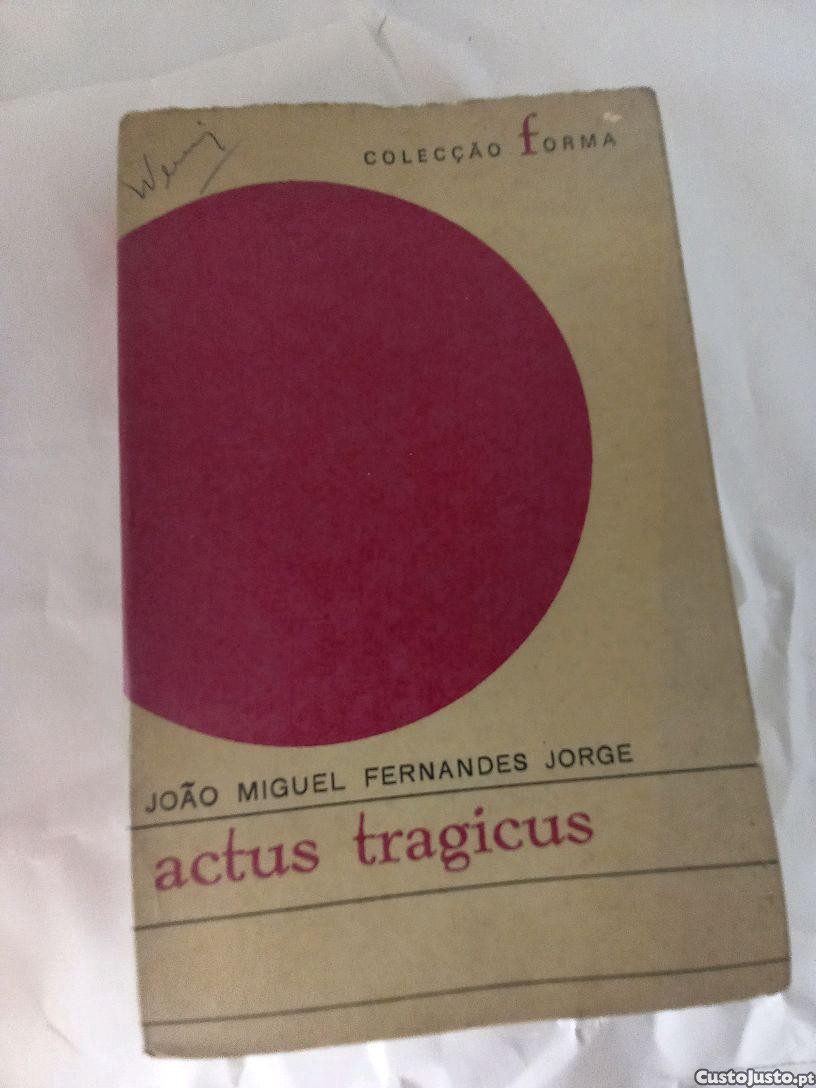 COLECÇÃO FORMA
JOÃO MIGUEL FERNANDES JORGE
actus tragicus
CustoJusto.pt